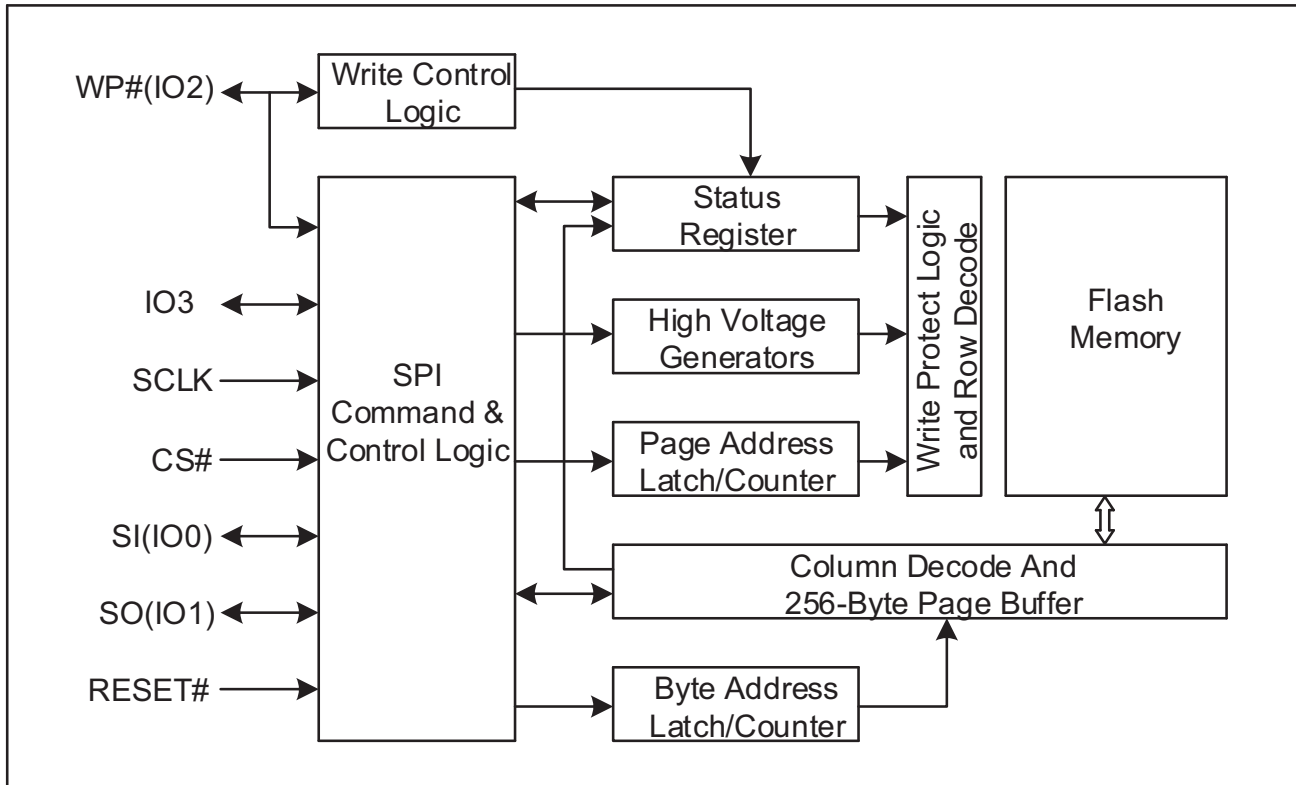 WP#(IO2)
Write Control
Logic
Status
Register
IO3
High Voltage
Generators
SCLK
SPI
Command &
Control Logic
CS#
Page Address
Latch/Counter
Write Protect Logic
and Row Decode
Flash
Memory
SI(IO0)
SO(IO1)
Column Decode And
256-Byte Page Buffer
RESET#
Byte Address
Latch/Counter